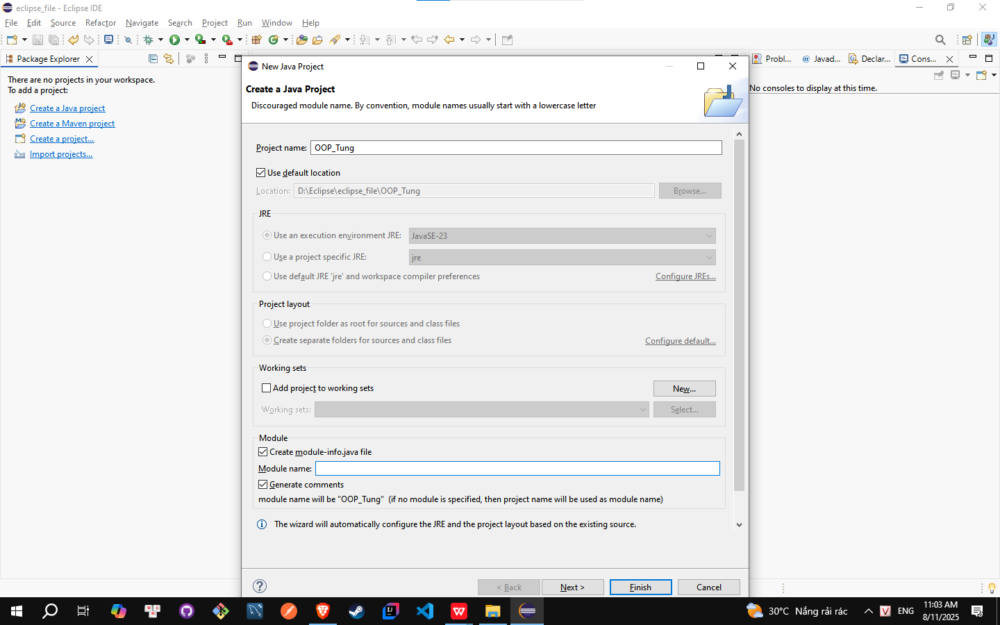 eclipse_file - Eclipse IDE
File Edit Source Refactor Navigate Search Project Run Window Help
Package Explorer
There are no projects in your workspace.
To add a project:
Create a Java project
Create a Maven project
Create a project...
Import projects...
New Java Project
Create a Java Project
Discouraged module name. By convention, module names usually start with a lowercase letter
Project name: OOP_Tung
Use default location
Location: D:\Eclipse\eclipse_file\OOP_Tung Browse...
JRE
Use an execution environment JRE: JavaSE-23
Use a project specific JRE: jre
Use default JRE 'jre' and workspace compiler preferences Configure JREs...
Project layout
Use project folder as root for sources and class files
Create separate folders for sources and class files Configure default...
Working sets
Add project to working sets New...
Working sets: Select...
Module
Create module-info.java file
Module name:
Generate comments
module name will be "OOP_Tung" (if no module is specified, then project name will be used as module name)
The wizard will automatically configure the JRE and the project layout based on the existing source.
? < Back Next > Finish Cancel
Probl... @ Javad... Declar... Cons...
No consoles to display at this time.
30°C Nắng rải rác V ENG 11:03 AM
8/11/2025